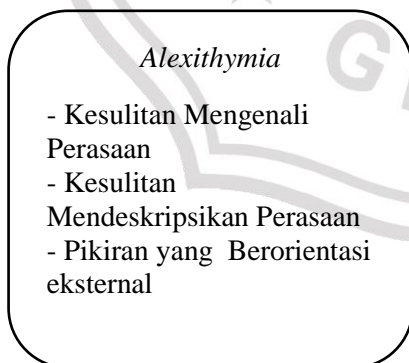 Alexithymia
- Kesulitan Mengenali
Perasaan
- Kesulitan
Mendeskripsikan Perasaan
- Pikiran yang Berorientasi
eksternal